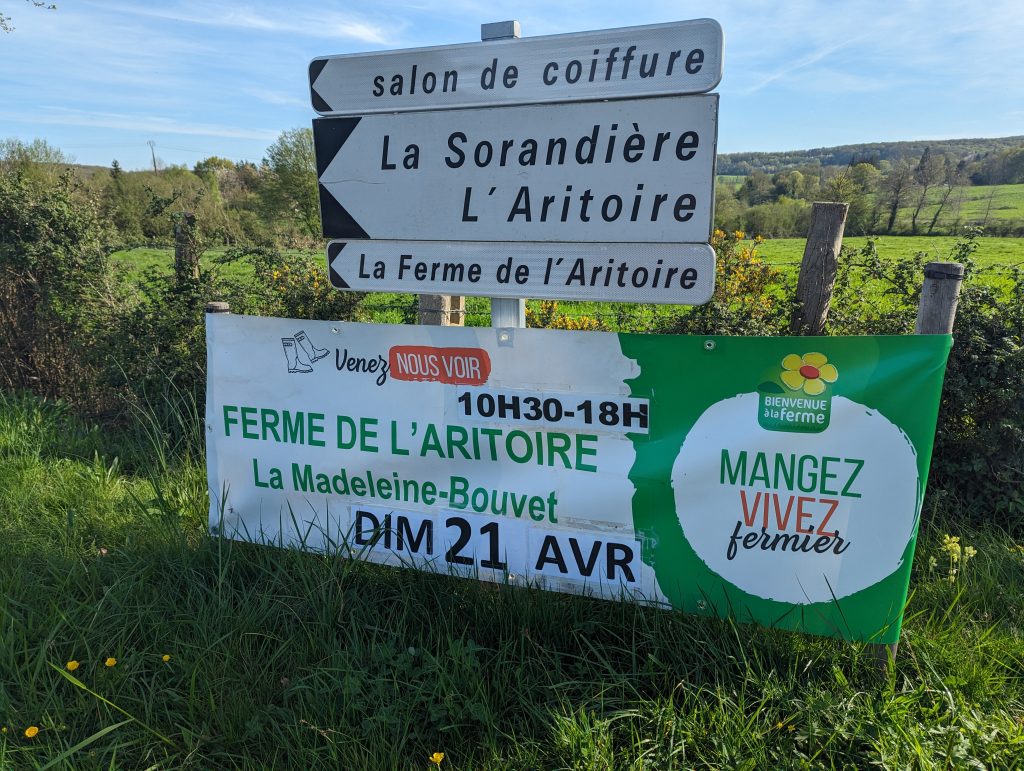 salon de coiffure
La Sorandière
L'Aritoire
La Ferme de l'Aritoire
Venez NOUS VOIR
10H30-18H
FERME DE L'ARITOIRE
La Madeleine-Bouvet
DIM 21 AVR
BIENVENUE
à la ferme
MANGEZ
VIVEZ
fermier